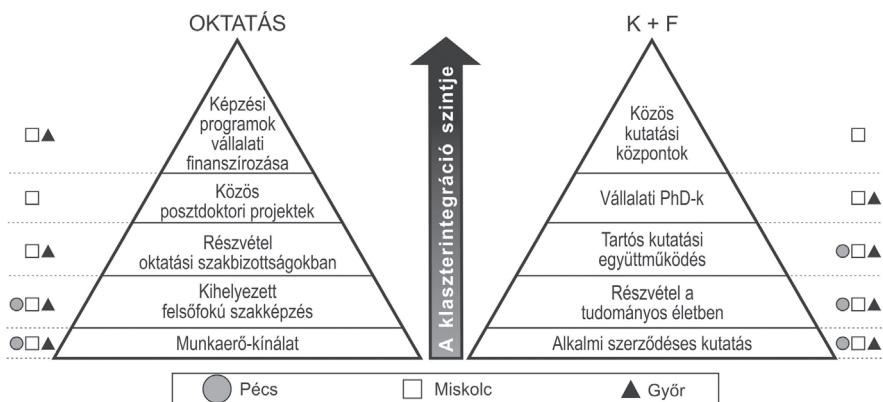 OKTATÁS
Képzési
programok
vállalati
finanszírozása
Közös
posztdoktori projektek
Részvétel
oktatási szakbizottságokban
Kihelyezett
felsőfokú szakképzés
Munkaerő-kínálat
A klaszterintegráció szintje
K + F
Közös
kutatási
központok
Vállalati PhD-k
Tartós kutatási
együttműködés
Részvétel a
tudományos életben
Alkalmi szerződéses kutatás
Pécs
Miskolc
Győr